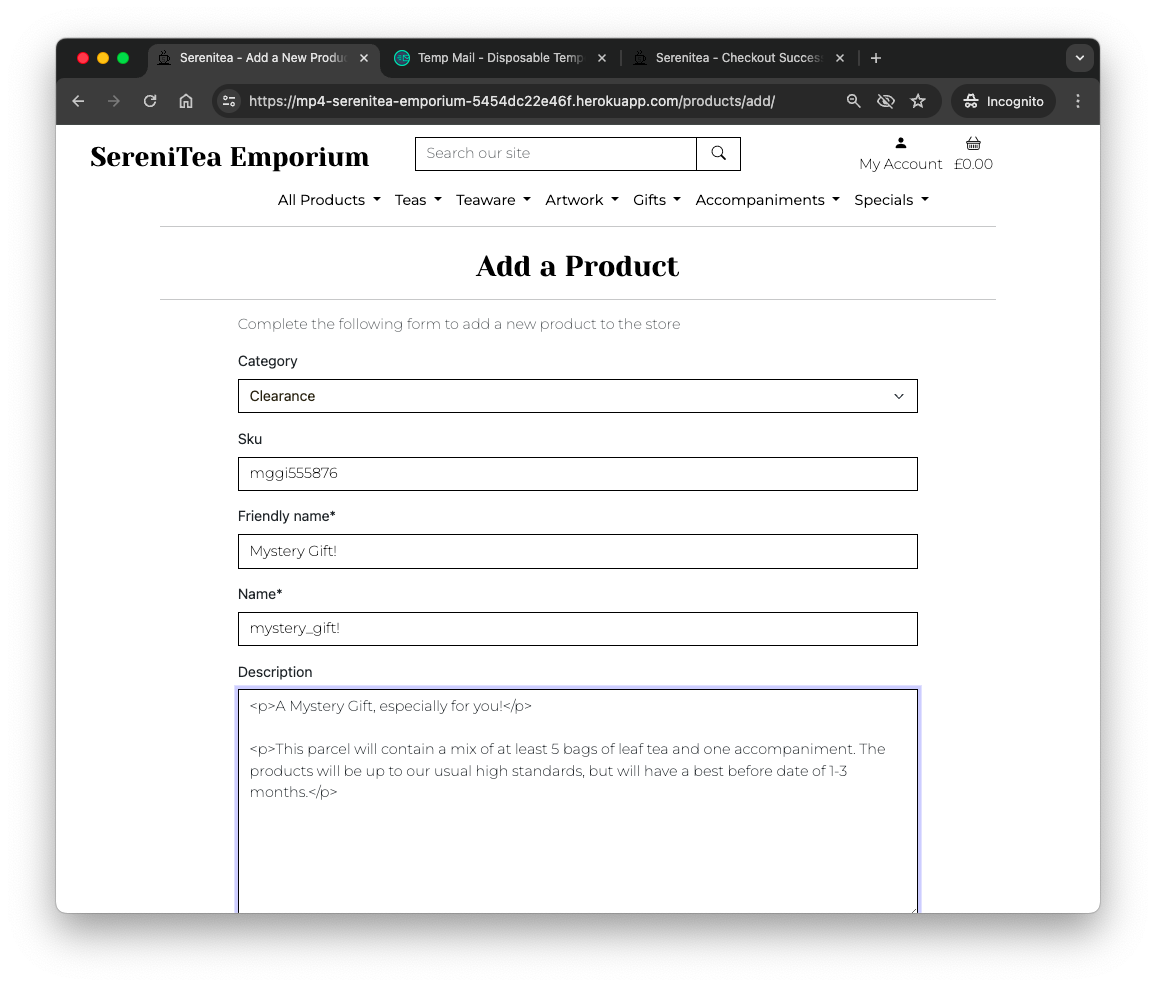 Serenitea - Add a New Produ
Temp Mail - Disposable Temp
Serenitea - Checkout Succes
https://mp4-serenitea-emporium-5454dc22e46f.herokuapp.com/products/add/
Incognito
SereniTea Emporium
Search our site
My Account
£0.00
All Products
Teas
Teaware
Artwork
Gifts
Accompaniments
Specials
Add a Product
Complete the following form to add a new product to the store
Category
Clearance
Sku
mggi555876
Friendly name*
Mystery Gift!
Name*
mystery_gift!
Description
<p>A Mystery Gift, especially for you!</p>
<p>This parcel will contain a mix of at least 5 bags of leaf tea and one accompaniment. The
products will be up to our usual high standards, but will have a best before date of 1-3
months.</p>